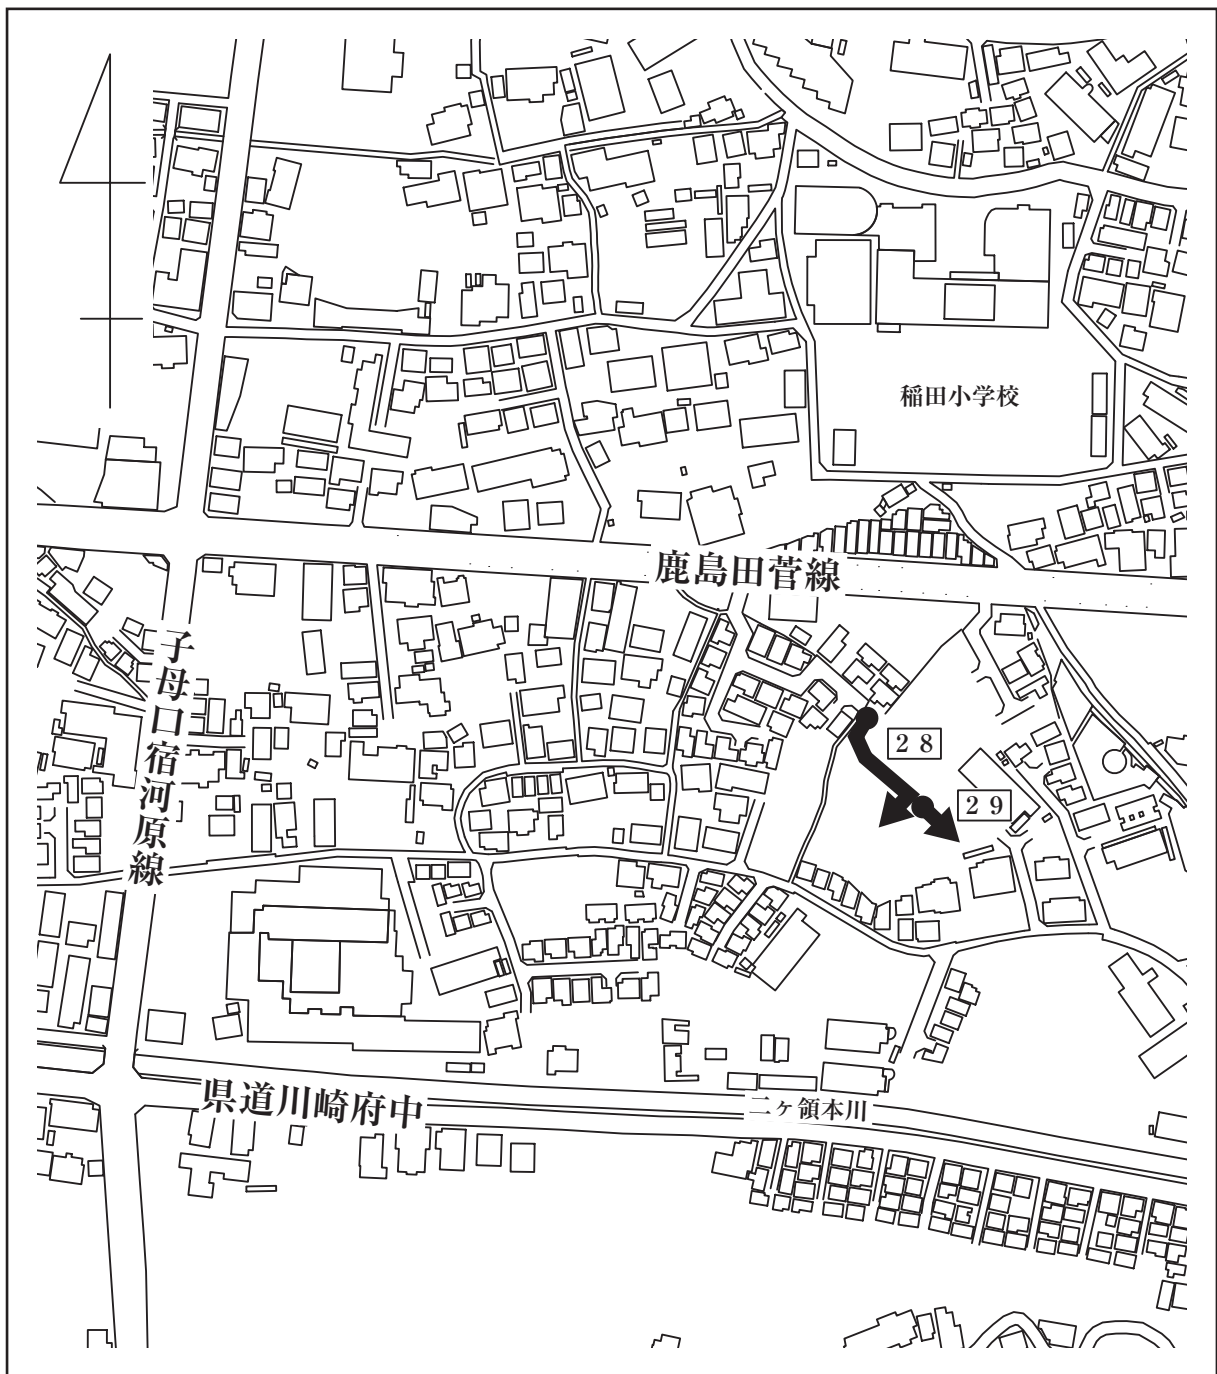 稲田小学校
鹿島田菅線
子母口宿河原線
２８
２９
県道川崎府中
二ヶ領本川